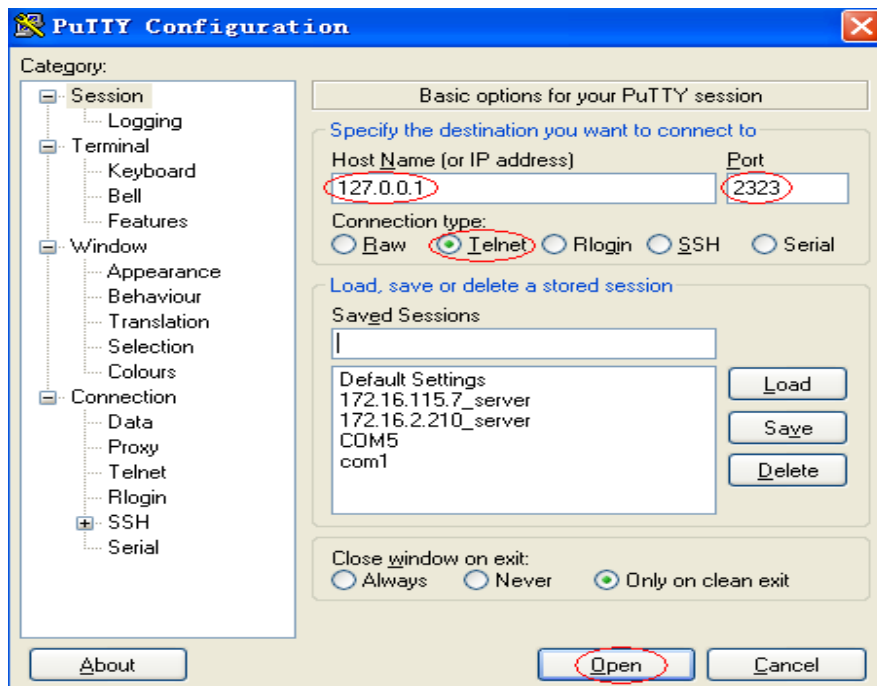 PuTTY Configuration
Category:
Session
Logging
Terminal
Keyboard
Bell
Features
Window
Appearance
Behaviour
Translation
Selection
Colours
Connection
Data
Proxy
Telnet
Rlogin
SSH
Serial
Basic options for your PuTTY session
Specify the destination you want to connect to
Host Name (or IP address) Port
127.0.0.1 2323
Connection type:
Raw Telnet Rlogin SSH Serial
Load, save or delete a stored session
Saved Sessions
Default Settings
172.16.115.7_server
172.16.2.210_server
COM5
com1
Load
Save
Delete
Close window on exit:
Always Never Only on clean exit
About Open Cancel